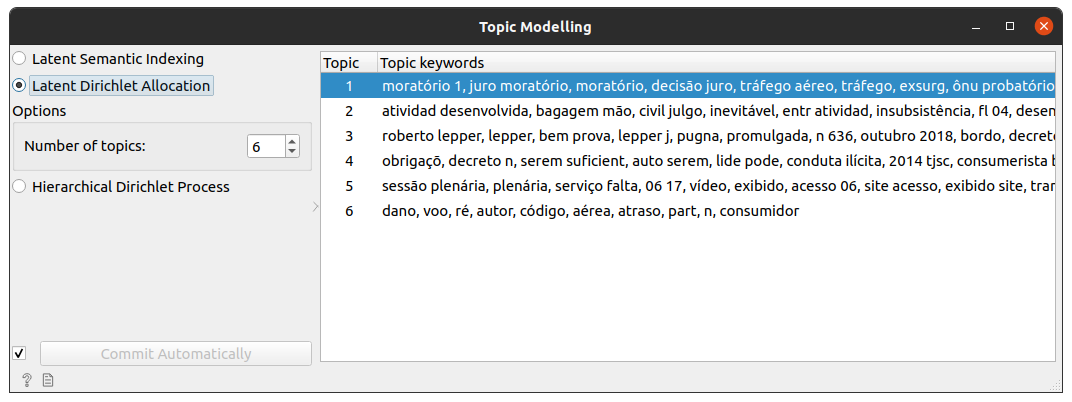 Topic Modelling
Latent Semantic Indexing
Latent Dirichlet Allocation
Options
Number of topics: 6
Hierarchical Dirichlet Process
Commit Automatically
Topic Topic keywords
1 moratório 1, juro moratório, moratório, decisão juro, tráfego aéreo, tráfego, exsurg, ônu probatório
2 atividad desenvolvida, bagagem mão, civil julgo, inevitável, entr atividad, insubsistência, fl 04, desen
3 roberto lepper, lepper, bem prova, lepper j, pugna, promulgada, n 636, outubro 2018, bordo, decreto
4 obrigaçõ, decreto n, serem suficient, auto serem, lide pode, conduta ilícita, 2014 tjsc, consumerista b
5 sessão plenária, plenária, serviço falta, 06 17, vídeo, exibido, acesso 06, site acesso, exibido site, tran
6 dano, voo, ré, autor, código, aérea, atraso, part, n, consumidor